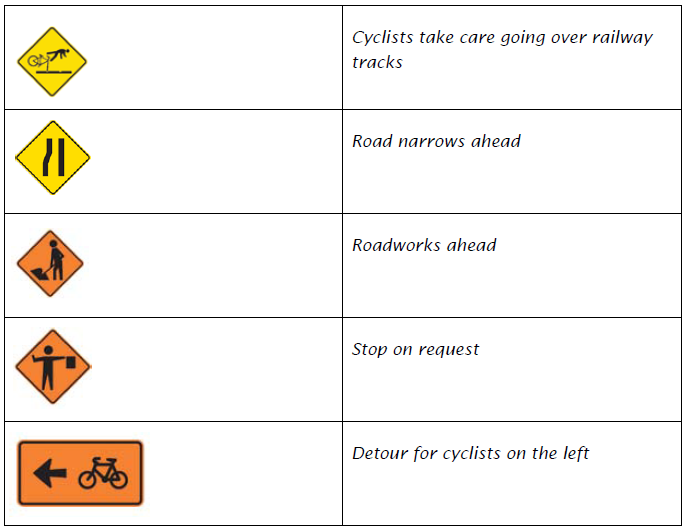 Cyclists take care going over railway
tracks
Road narrows ahead
Roadworks ahead
Stop on request
Detour for cyclists on the left